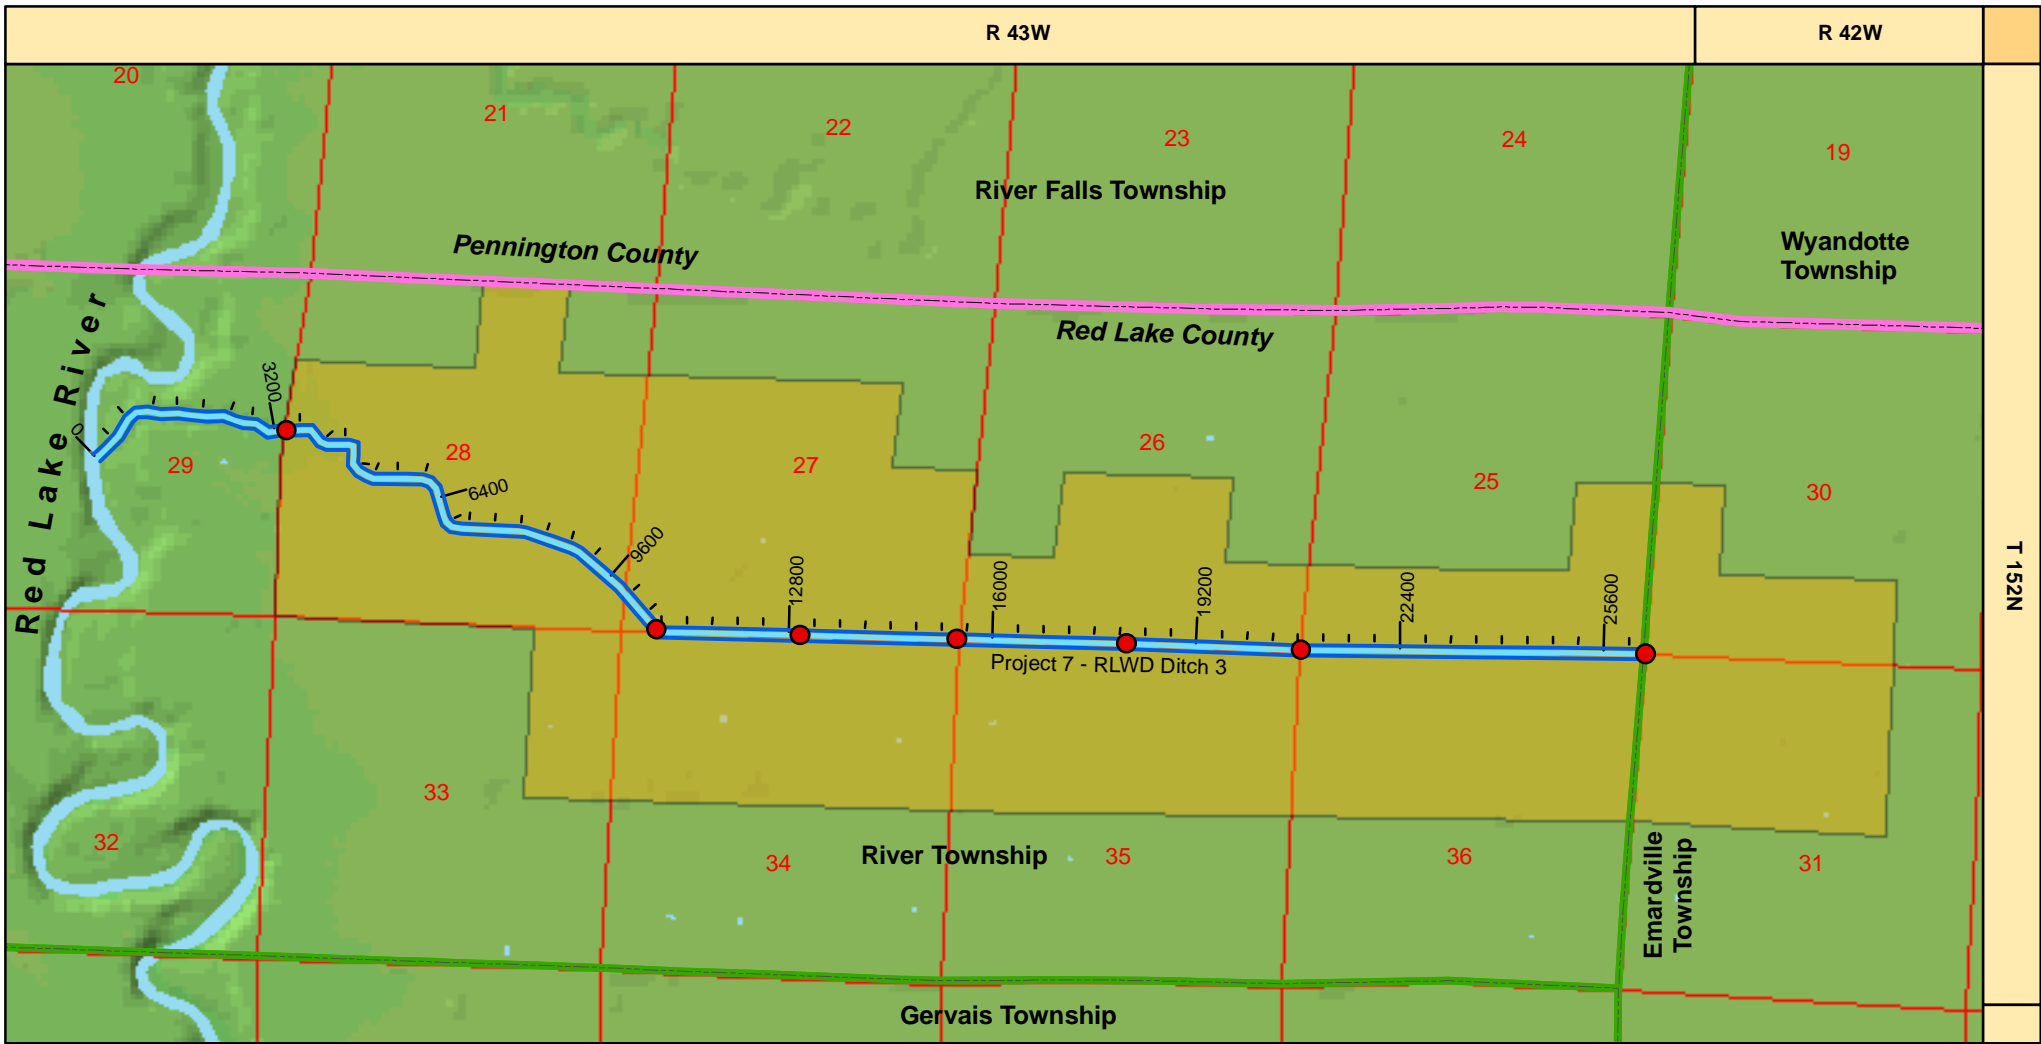 R 43W
R 42W
20
21
22
23
24
19
River Falls Township
Wyandotte
Township
Pennington County
Red Lake County
Red Lake River
T 152N
0
3200
29
28
6400
27
26
25
30
9600
12800
16000
19200
22400
25600
Project 7 - RLWD Ditch 3
33
32
34
River Township
35
36
Emardville
Township
31
Gervais Township